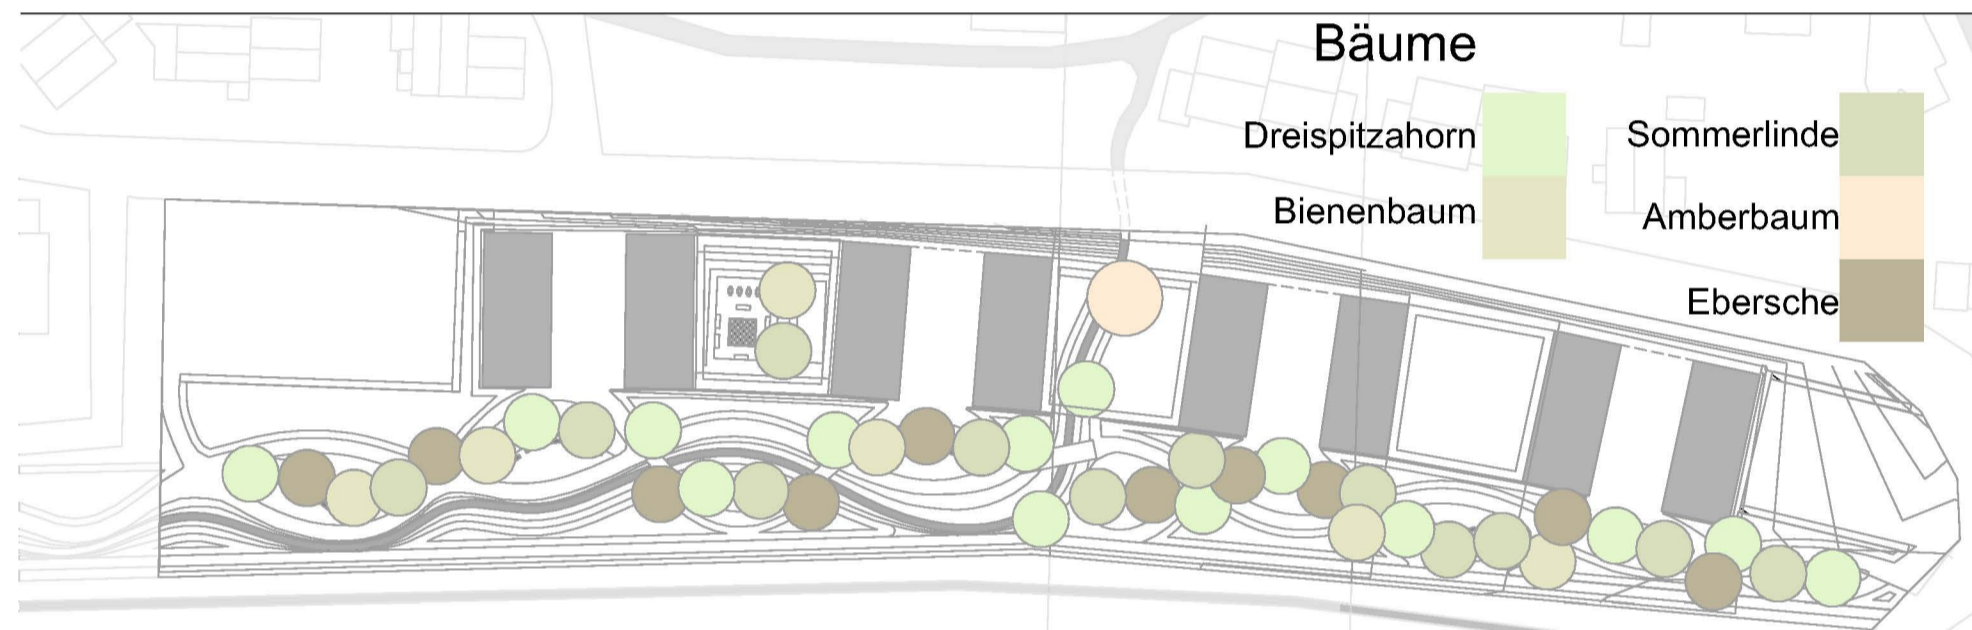 Bäume
Dreispitzahorn
Bienenbaum
Sommerlinde
Amberbaum
Ebersche